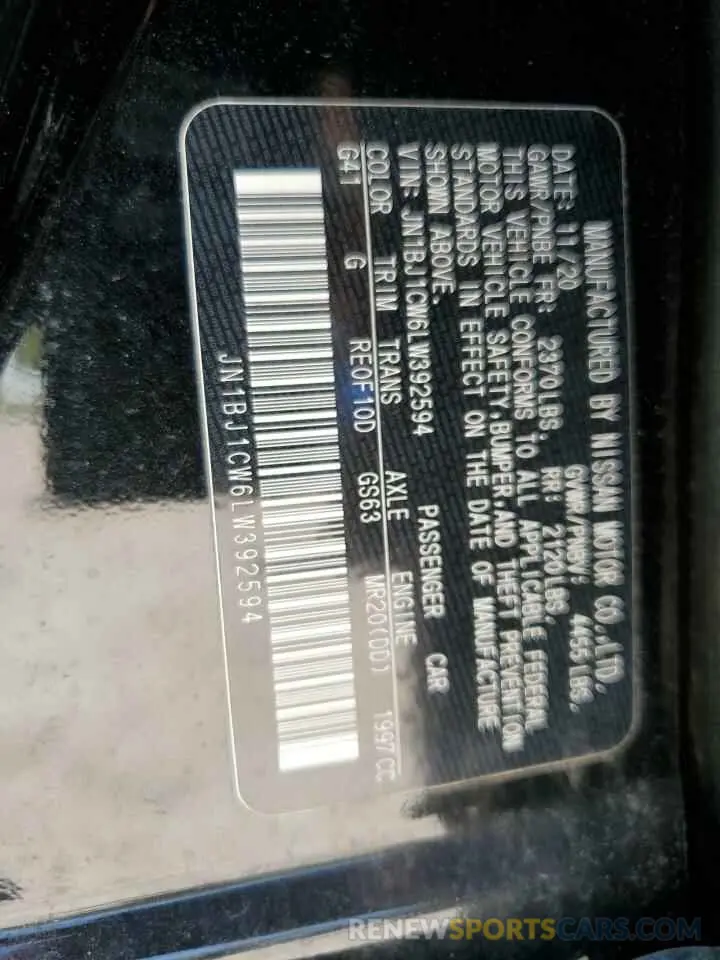 MANUFACTURED BY NISSAN MOTOR CO.,LTD.
DATE: 11/20 GVWR/PNBV: 4455 LBS.
GAWR/PNBE FR: 2370LBS. RR: 2120LBS.
THIS VEHICLE CONFORMS TO ALL APPLICABLE FEDERAL
MOTOR VEHICLE SAFETY,BUMPER,AND THEFT PREVENTION
STANDARDS IN EFFECT ON THE DATE OF MANUFACTURE
SHOWN ABOVE.
VIN: JN1BJ1CW6LW392594 PASSENGER CAR
COLOR TRIM TRANS AXLE ENGINE
G41 G RE0F10D GS63 MR20(DD) 1997CC
JN1BJ1CW6LW392594
RENEWSPORTSCARS.COM